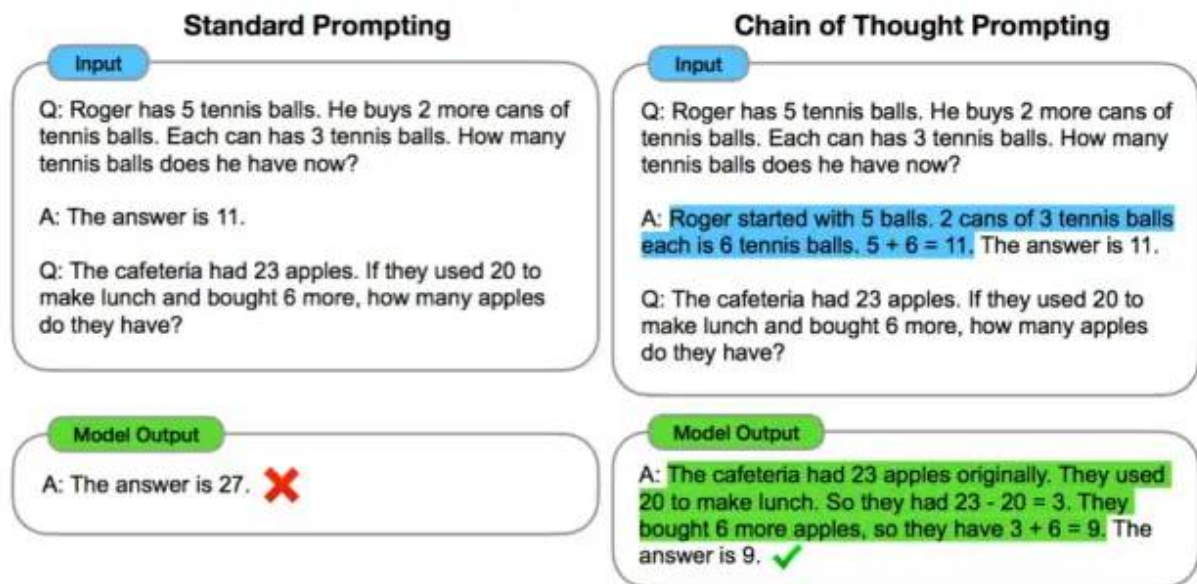 Standard Prompting
Input
Q: Roger has 5 tennis balls. He buys 2 more cans of
tennis balls. Each can has 3 tennis balls. How many
tennis balls does he have now?
A: The answer is 11.
Q: The cafeteria had 23 apples. If they used 20 to
make lunch and bought 6 more, how many apples
do they have?
Model Output
A: The answer is 27.
Chain of Thought Prompting
Input
Q: Roger has 5 tennis balls. He buys 2 more cans of
tennis balls. Each can has 3 tennis balls. How many
tennis balls does he have now?
A: Roger started with 5 balls. 2 cans of 3 tennis balls
each is 6 tennis balls. 5 + 6 = 11. The answer is 11.
Q: The cafeteria had 23 apples. If they used 20 to
make lunch and bought 6 more, how many apples
do they have?
Model Output
A: The cafeteria had 23 apples originally. They used
20 to make lunch. So they had 23 - 20 = 3. They
bought 6 more apples, so they have 3 + 6 = 9. The
answer is 9.